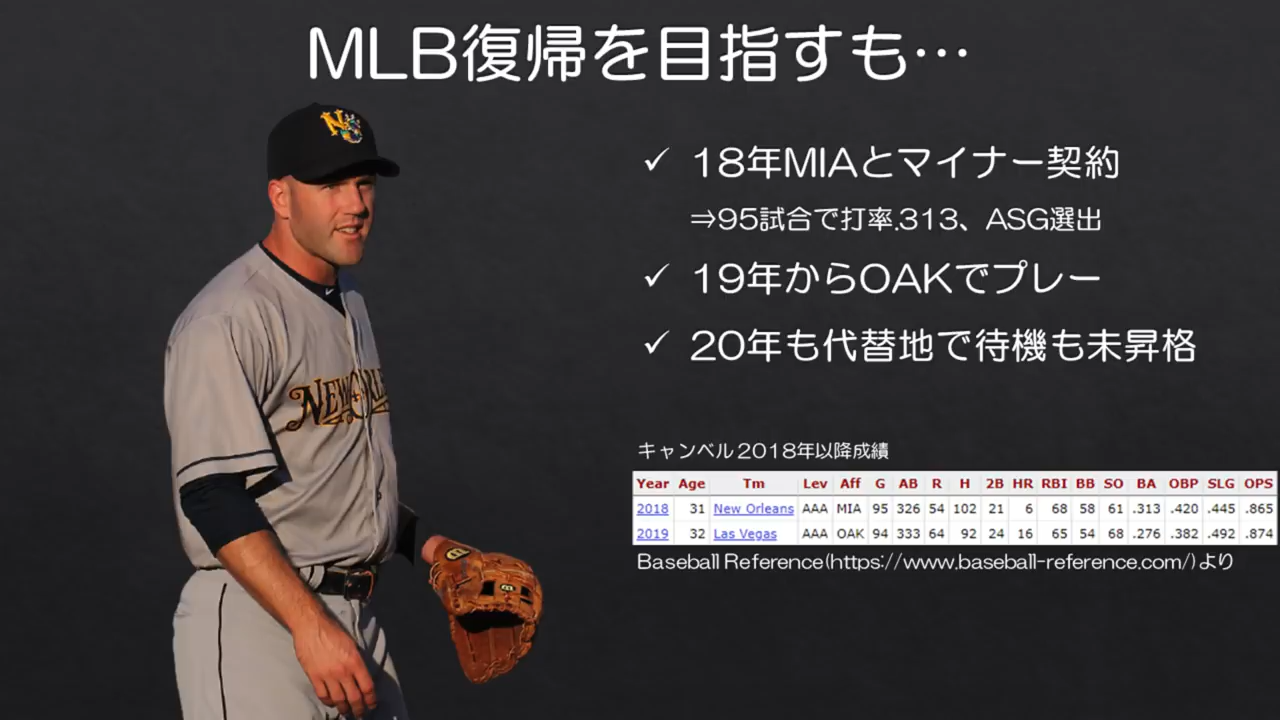 MLB復帰を目指すも…
✓ 18年MIAとマイナー契約
⇒95試合で打率.313、ASG選出
✓ 19年からOAKでプレー
✓ 20年も代替地で待機も未昇格
キャンベル2018年以降成績
Year Age Tm Lev Aff G AB R H 2B HR RBI BB SO BA OBP SLG OPS
2018 31 New Orleans AAA MIA 95 326 54 102 21 6 68 58 61 .313 .420 .445 .865
2019 32 Las Vegas AAA OAK 94 333 64 92 24 16 65 54 68 .276 .382 .492 .874
Baseball Reference(https://www.baseball-reference.com/)より